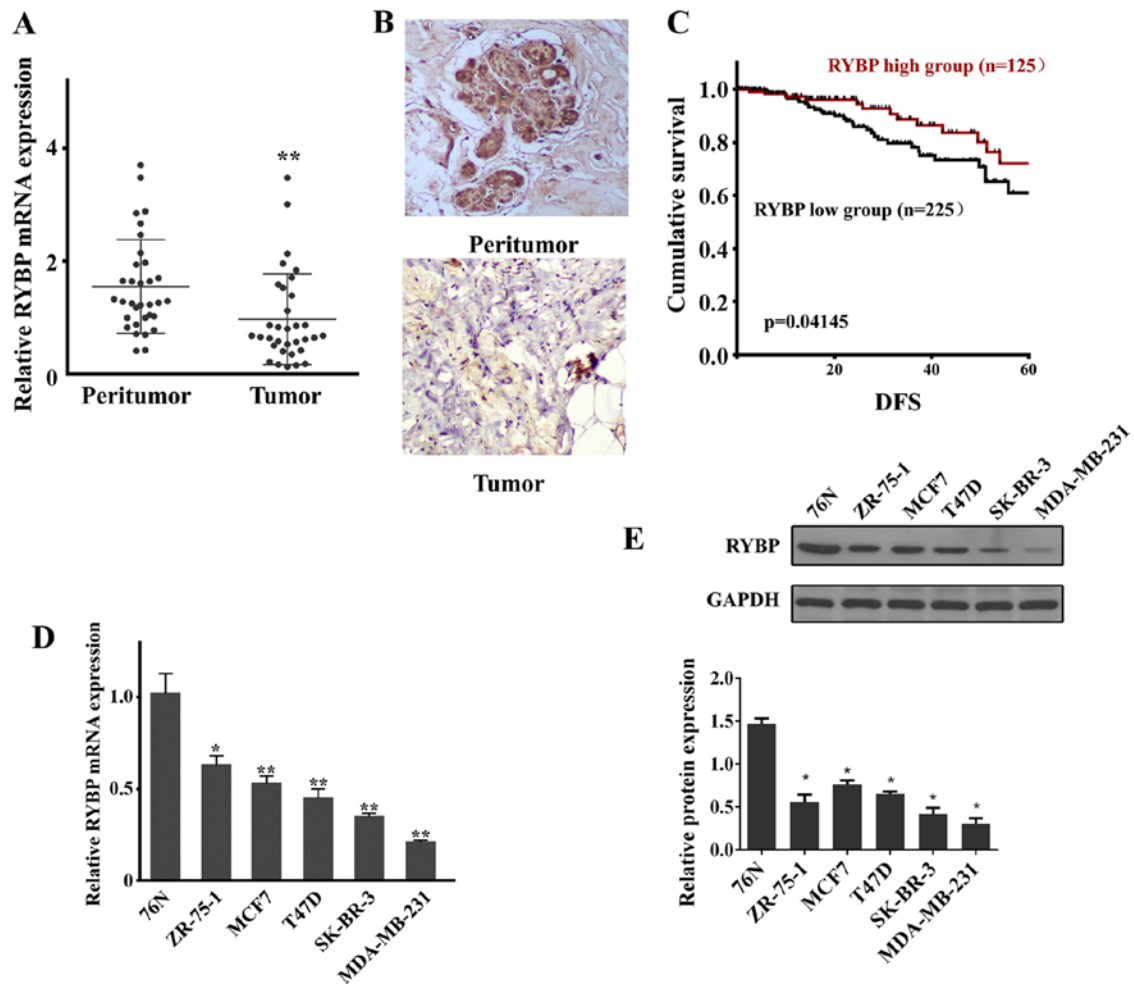 A
Relative RYBP mRNA expression
4
2
0
Peritumor
Tumor
**
B
Peritumor
Tumor
C
Cumulative survival
1.0
0.8
0.6
0.4
0.2
0.0
RYBP high group (n=125）
RYBP low group (n=225）
p=0.04145
20
40
60
DFS
D
Relative RYBP mRNA expression
1.0
0.5
0
*
**
**
**
**
76N
ZR-75-1
MCF7
T47D
SK-BR-3
MDA-MB-231
E
76N
ZR-75-1
MCF7
T47D
SK-BR-3
MDA-MB-231
RYBP
GAPDH
Relative protein expression
2.0
1.5
1.0
0.5
0.0
*
*
*
*
*
76N
ZR-75-1
MCF7
T47D
SK-BR-3
MDA-MB-231